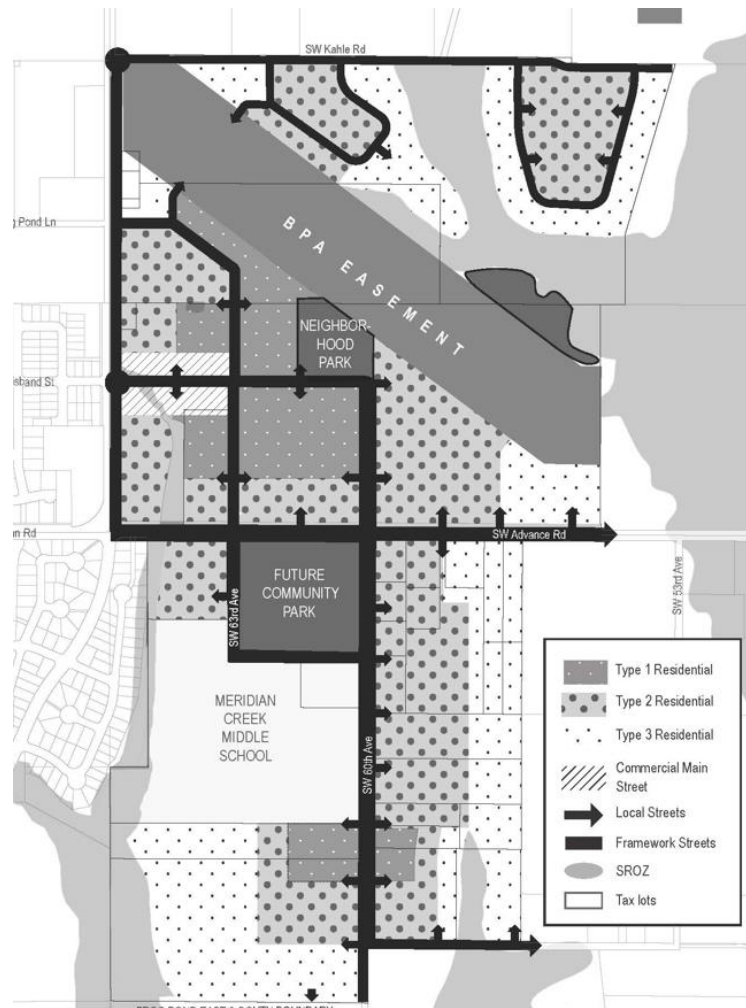 SW Kahle Rd
Pond Ln
BPA EASEMENT
NEIGHBOR-
HOOD
PARK
SW Advance Rd
Rd
FUTURE
COMMUNITY
PARK
SW 63rd Ave
SW 53rd Ave
MERIDIAN
CREEK
MIDDLE
SCHOOL
SW 60th Ave
Type 1 Residential
Type 2 Residential
Type 3 Residential
Commercial Main
Street
Local Streets
Framework Streets
SROZ
Tax lots